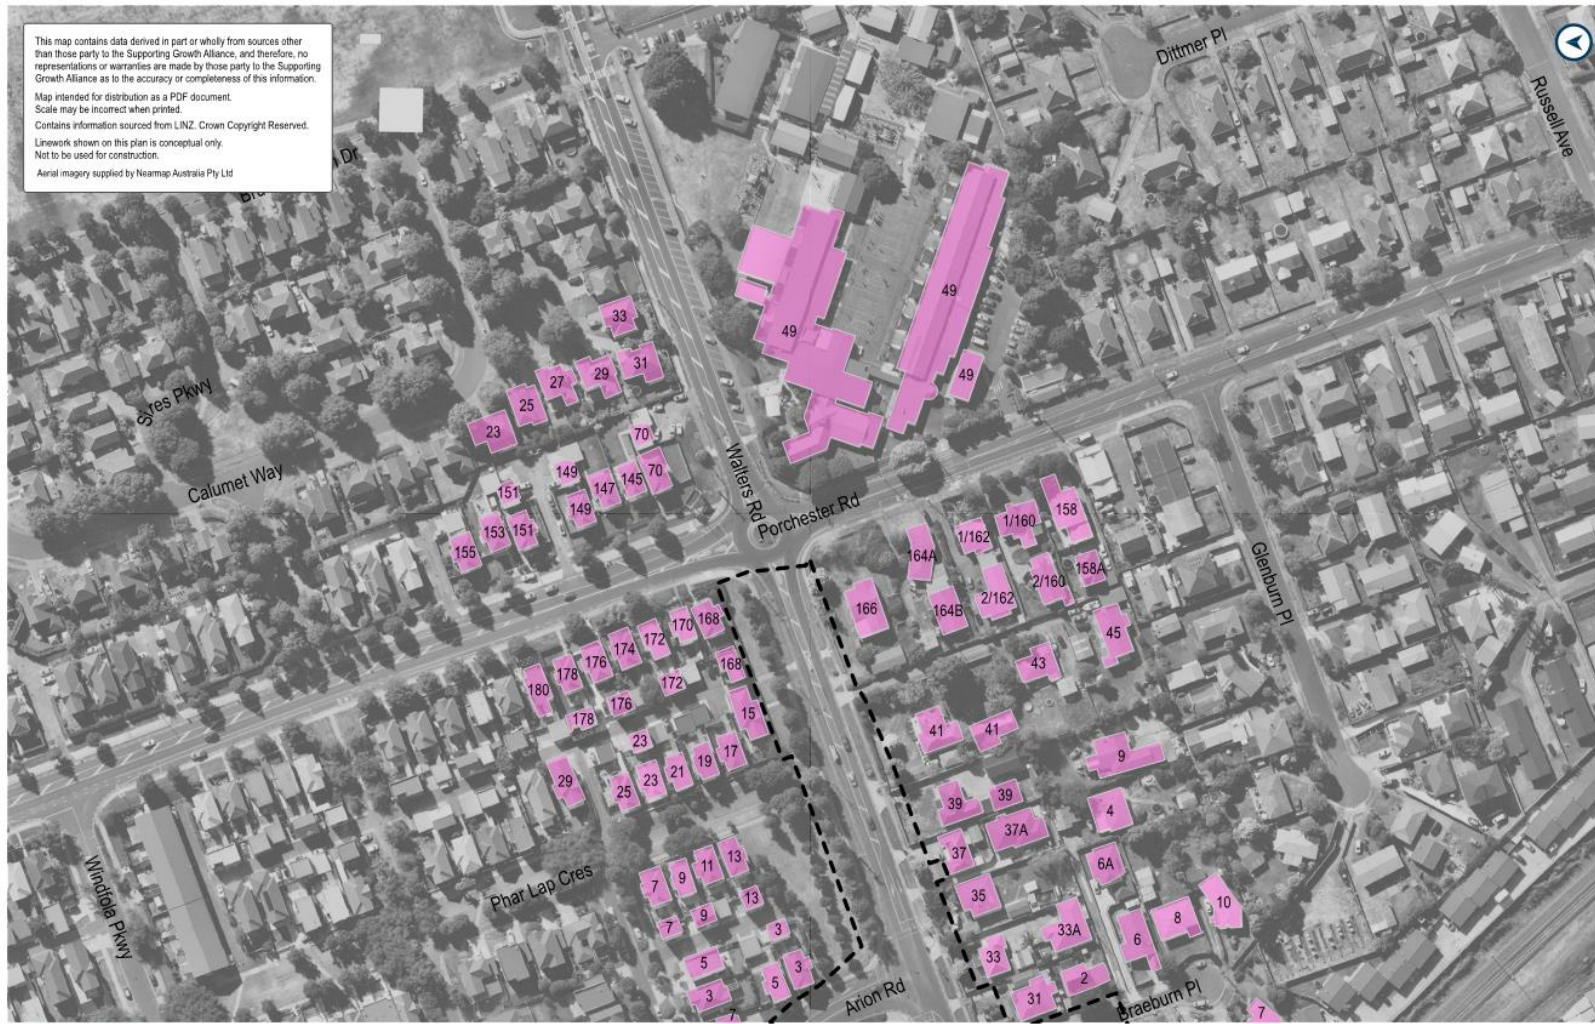 This map contains data derived in part or wholly from sources other
than those party to the Supporting Growth Alliance, and therefore, no
representations or warranties are made by those party to the Supporting
Growth Alliance as to the accuracy or completeness of this information.
Map intended for distribution as a PDF document.
Scale may be incorrect when printed.
Contains information sourced from LINZ. Crown Copyright Reserved.
Linework shown on this plan is conceptual only.
Not to be used for construction.
Aerial imagery supplied by Nearmap Australia Pty Ltd
Dittmer Pl
Russell Ave
Dr
49
49
49
33
31
29
27
25
23
Pkwy
Calumet Way
70
70
149
145
147
149
151
151
153
155
Walters Rd
Porchester Rd
158
1/160
1/162
164A
158A
2/160
2/162
164B
166
Glenburn Pl
45
43
168
170
172
174
176
178
180
168
172
176
178
15
23
17
19
21
23
25
29
41
41
9
39
39
4
37A
37
6A
35
33A
33
6
8
10
2
31
Windfola Pkwy
Phar Lap Cres
13
11
9
7
13
9
7
3
5
3
5
3
7
Arion Rd
Braeburn Pl
7